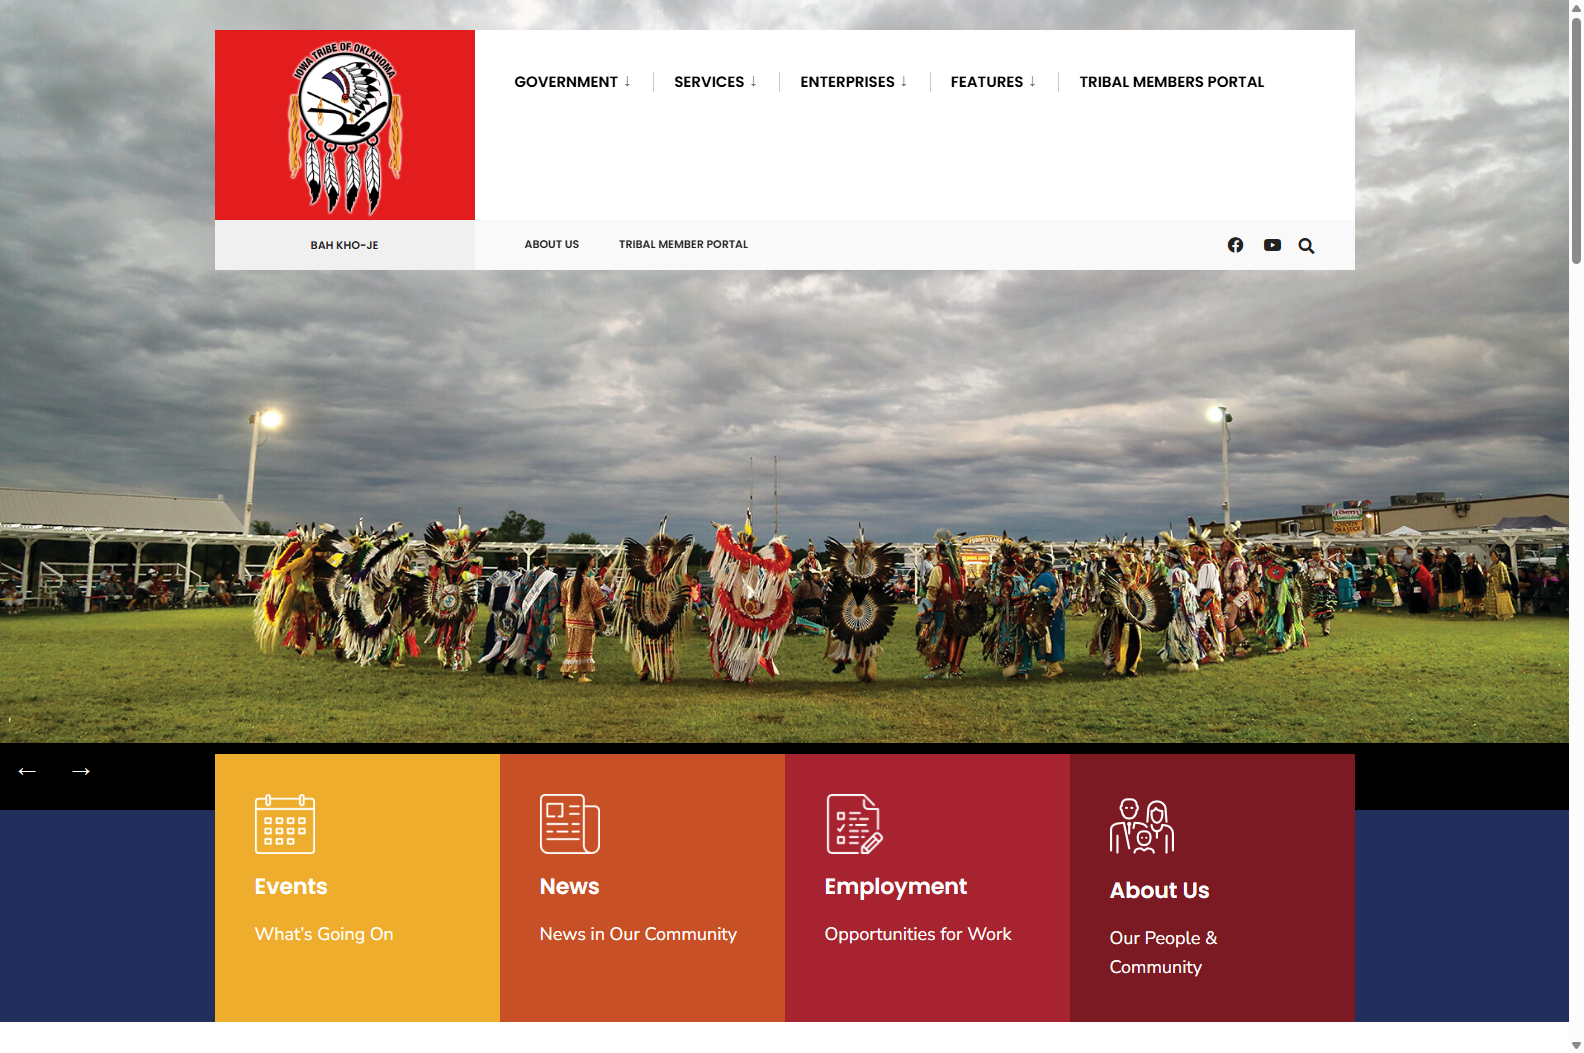 IOWA TRIBE OF OKLAHOMA
GOVERNMENT ↓
SERVICES ↓
ENTERPRISES ↓
FEATURES ↓
TRIBAL MEMBERS PORTAL
BAH KHO-JE
ABOUT US
TRIBAL MEMBER PORTAL
← →
Events
What's Going On
News
News in Our Community
Employment
Opportunities for Work
About Us
Our People &
Community